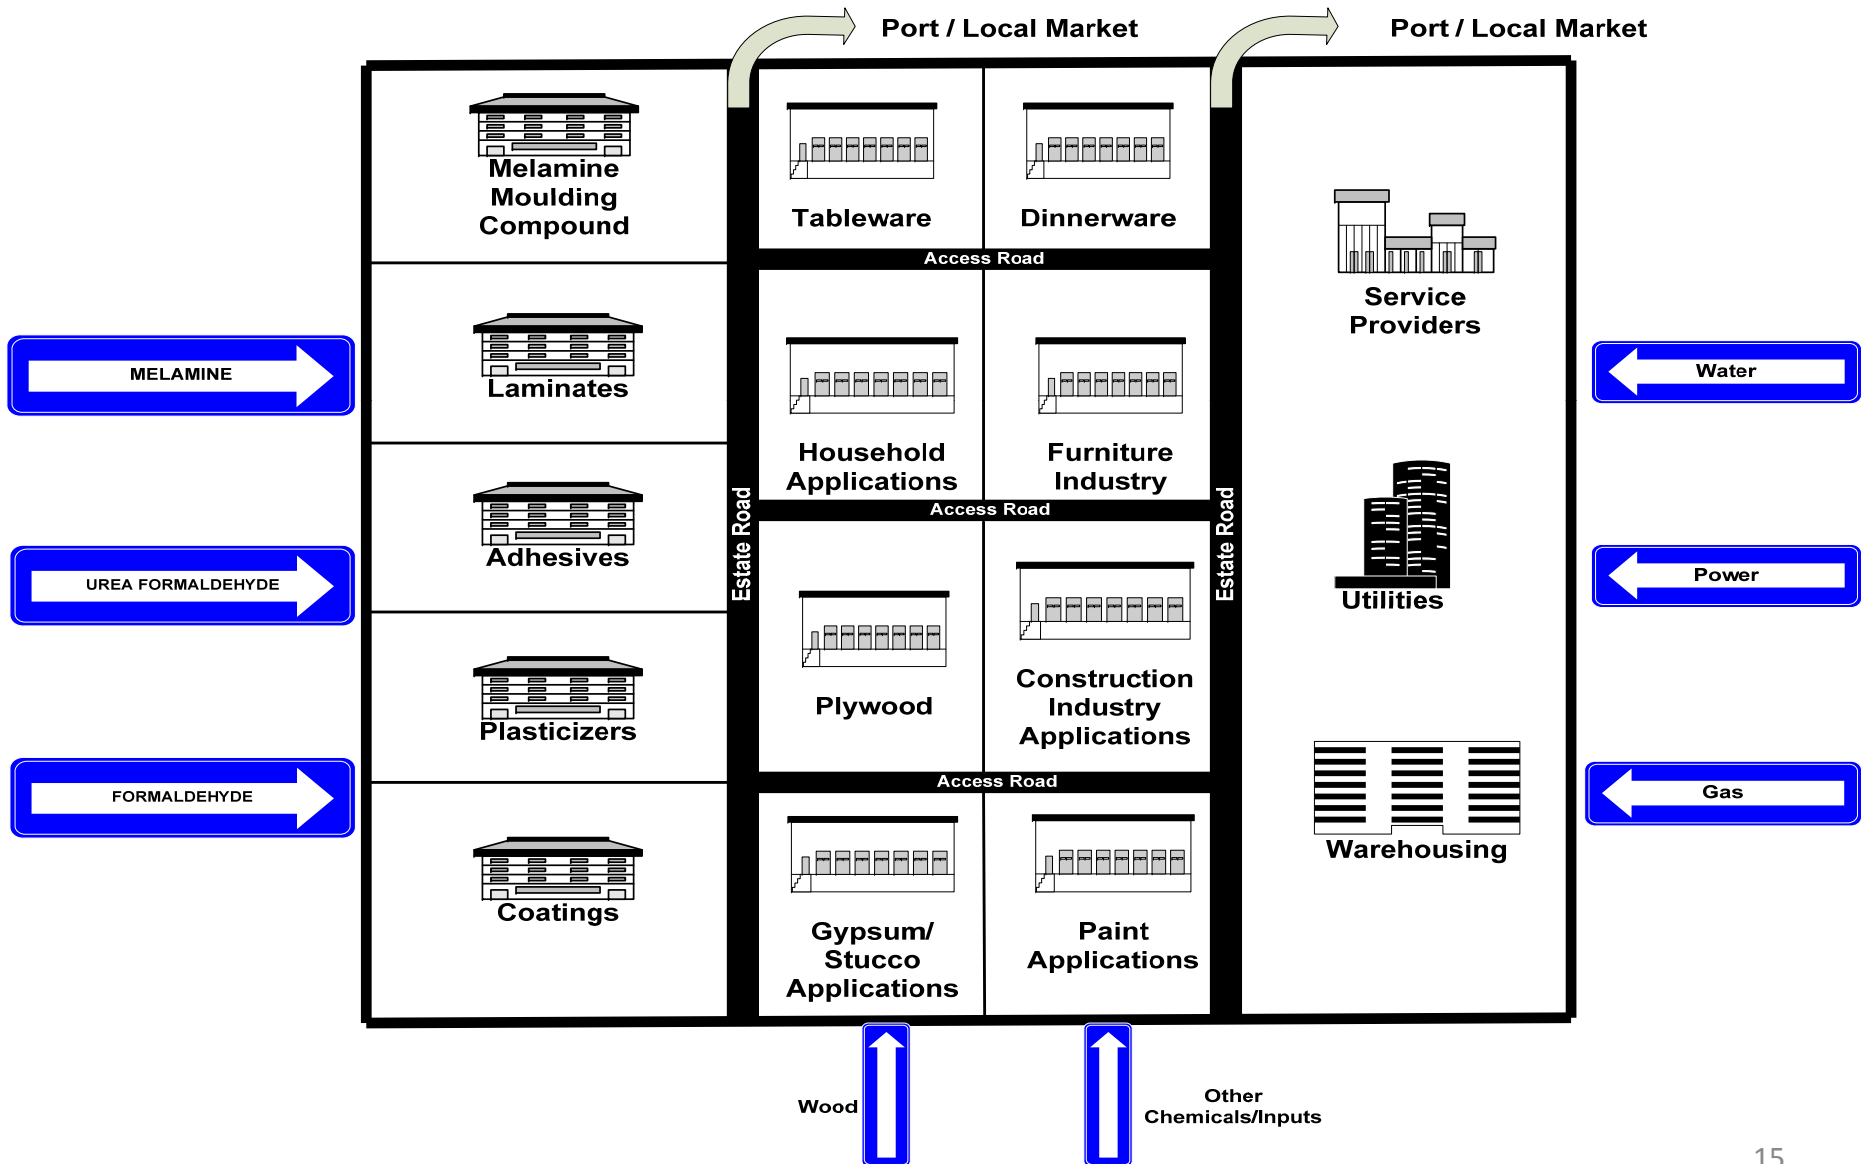 Port / Local Market
Port / Local Market
Melamine
Moulding
Compound
Tableware
Dinnerware
Access Road
Service
Providers
MELAMINE
Laminates
Household
Applications
Furniture
Industry
Water
Access Road
Estate Road
Estate Road
UREA FORMALDEHYDE
Adhesives
Plywood
Construction
Industry
Applications
Utilities
Power
Plasticizers
Access Road
FORMALDEHYDE
Coatings
Gypsum/
Stucco
Applications
Paint
Applications
Warehousing
Gas
Wood
Other
Chemicals/Inputs
15